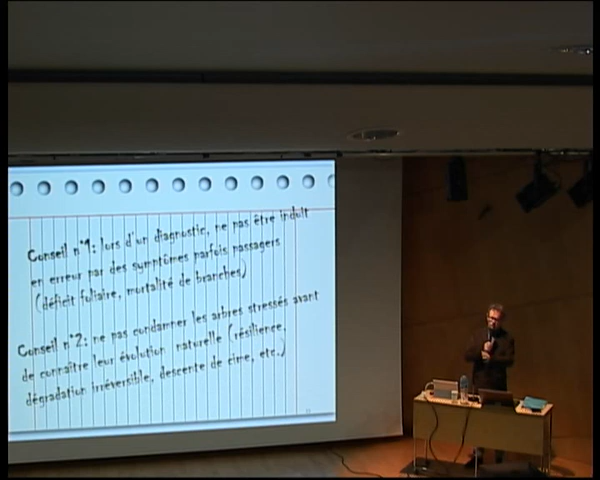 Conseil n°1: lors d'un diagnostic, ne pas être induit
en erreur par des symptômes parfois passagers
(déficit foliaire, mortalité de branches)
Conseil n°2: ne pas condamner les arbres stressés avant
de connaître leur évolution naturelle (résilience,
dégradation irréversible, descente de cime, etc.)